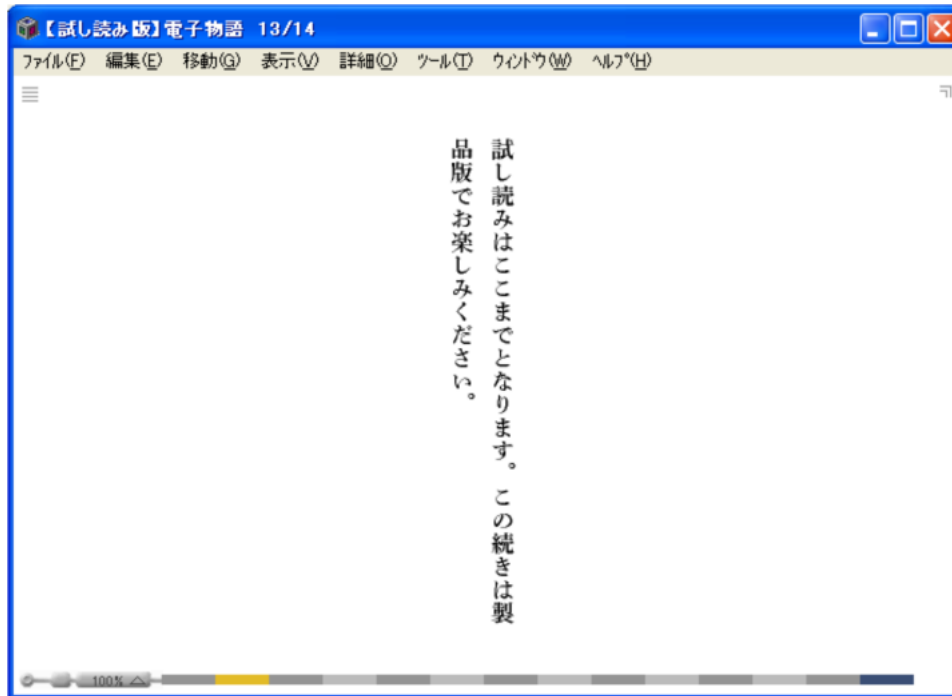 【試し読み版】電子物語 13/14
ファイル(F) 編集(E) 移動(G) 表示(V) 詳細(O) ツール(T) ウィンドウ(W) ヘルプ(H)
試し読みはここまでとなります。この続きは製
品版でお楽しみください。
100%